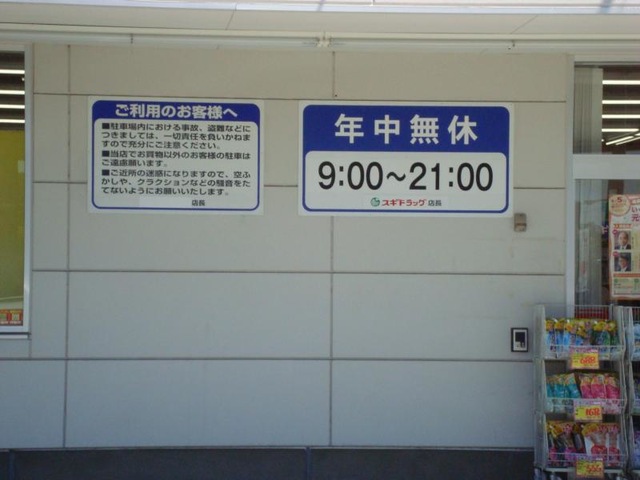 ご利用のお客様へ
■駐車場内における事故、盗難などに
つきましては、一切責任を負いかねま
すので充分にご注意ください。
■当店でお買物以外のお客様の駐車は
ご遠慮願います。
■ご近所の迷惑になりますので、空ふ
かしや、クラクションなどの騒音をた
てないようにお願いいたします。
店長
年中無休
9:00〜21:00
スギドラッグ 店長
168